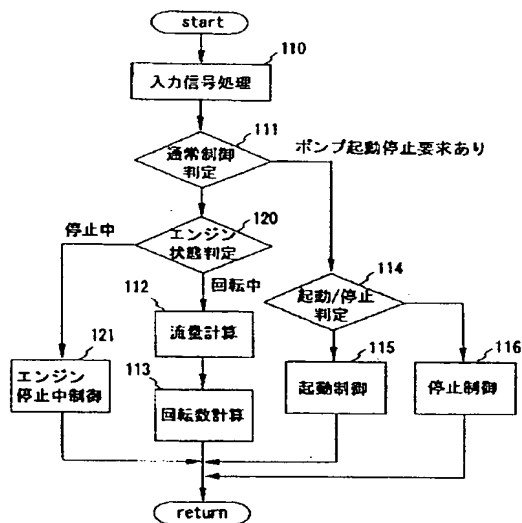 start
110
入力信号処理
111
通常制御
判定
ポンプ起動停止要求あり
120
エンジン
状態判定
停止中
回転中
114
起動/停止
判定
112
流量計算
121
エンジン
停止中制御
113
回転数計算
115
起動制御
116
停止制御
return